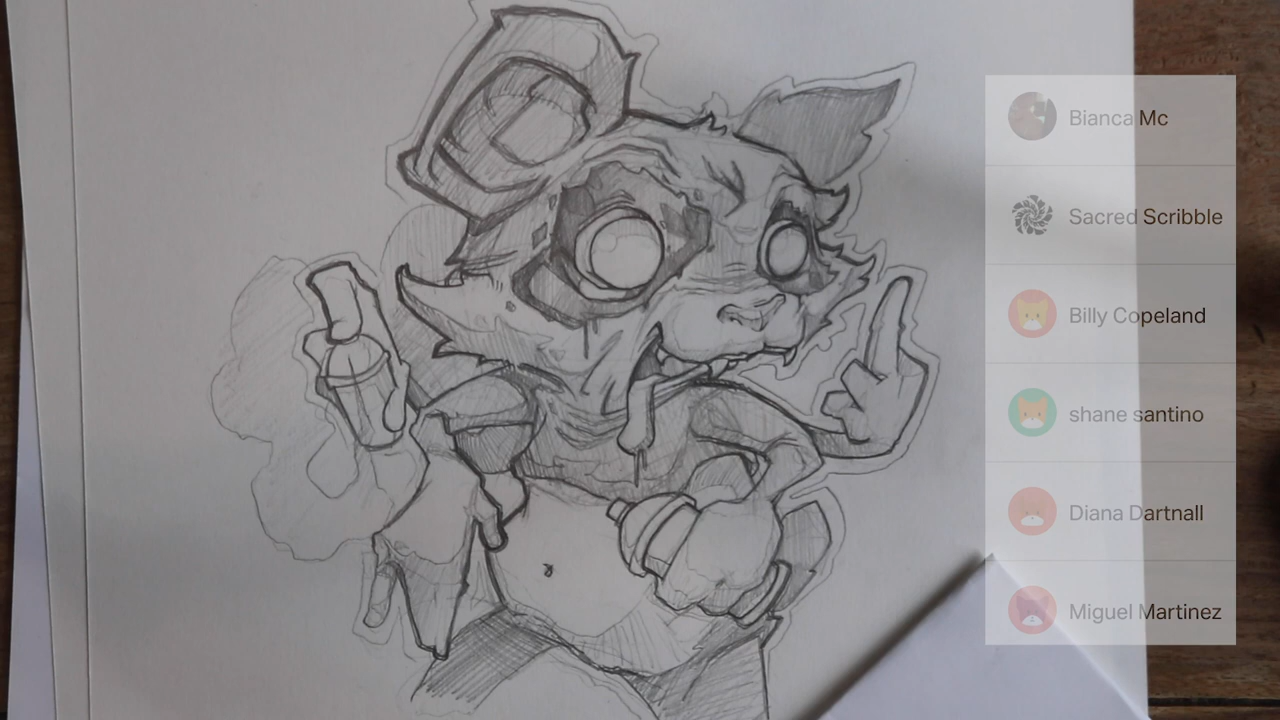 Bianca Mc
Sacred Scribble
Billy Copeland
shane santino
Diana Dartnall
Miguel Martinez